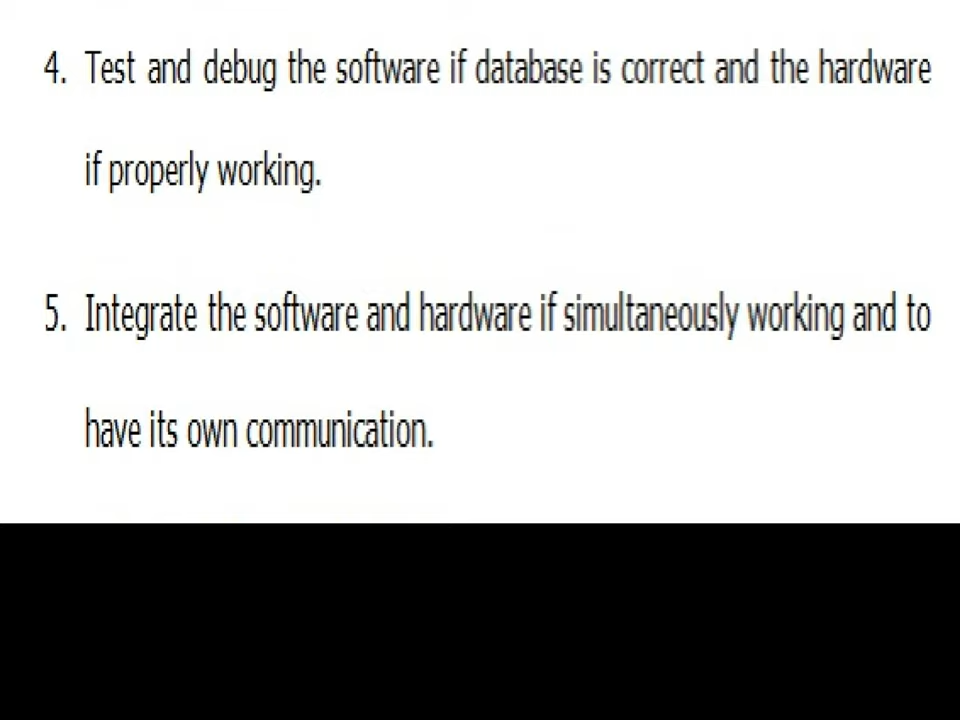 4. Test and debug the software if database is correct and the hardware
if properly working.
5. Integrate the software and hardware if simultaneously working and to
have its own communication.